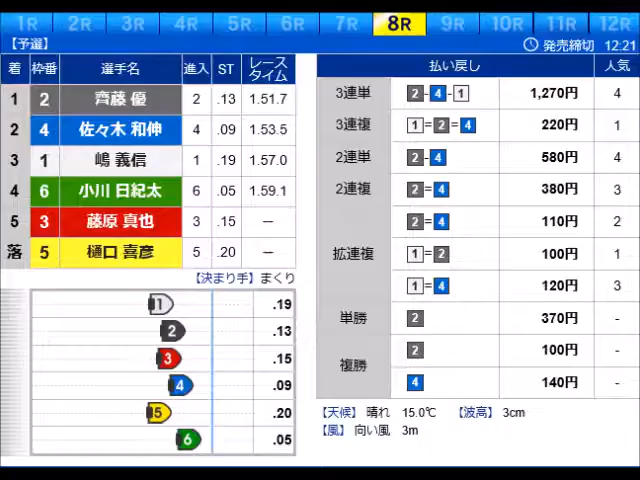 1R 2R 3R 4R 5R 6R 7R 8R 9R 10R 11R 12R
【予選】 発売締切 12:21
着 枠番 選手名 進入 ST レースタイム
1 2 齊藤 優 2 .13 1.51.7
2 4 佐々木 和伸 4 .09 1.53.5
3 1 嶋 義信 1 .19 1.57.0
4 6 小川 日紀太 6 .05 1.59.1
5 3 藤原 真也 3 .15 —
落 5 樋口 喜彦 5 .20 —
【決まり手】まくり
1 .19
2 .13
3 .15
4 .09
5 .20
6 .05
払い戻し 人気
3連単 2-4-1 1,270円 4
3連複 1=2=4 220円 1
2連単 2-4 580円 4
2連複 2=4 380円 3
拡連複 2=4 110円 2
1=2 100円 1
1=4 120円 3
単勝 2 370円 -
複勝 2 100円 -
4 140円 -
【天候】 晴れ 15.0℃ 【波高】 3cm
【風】 向い風 3m